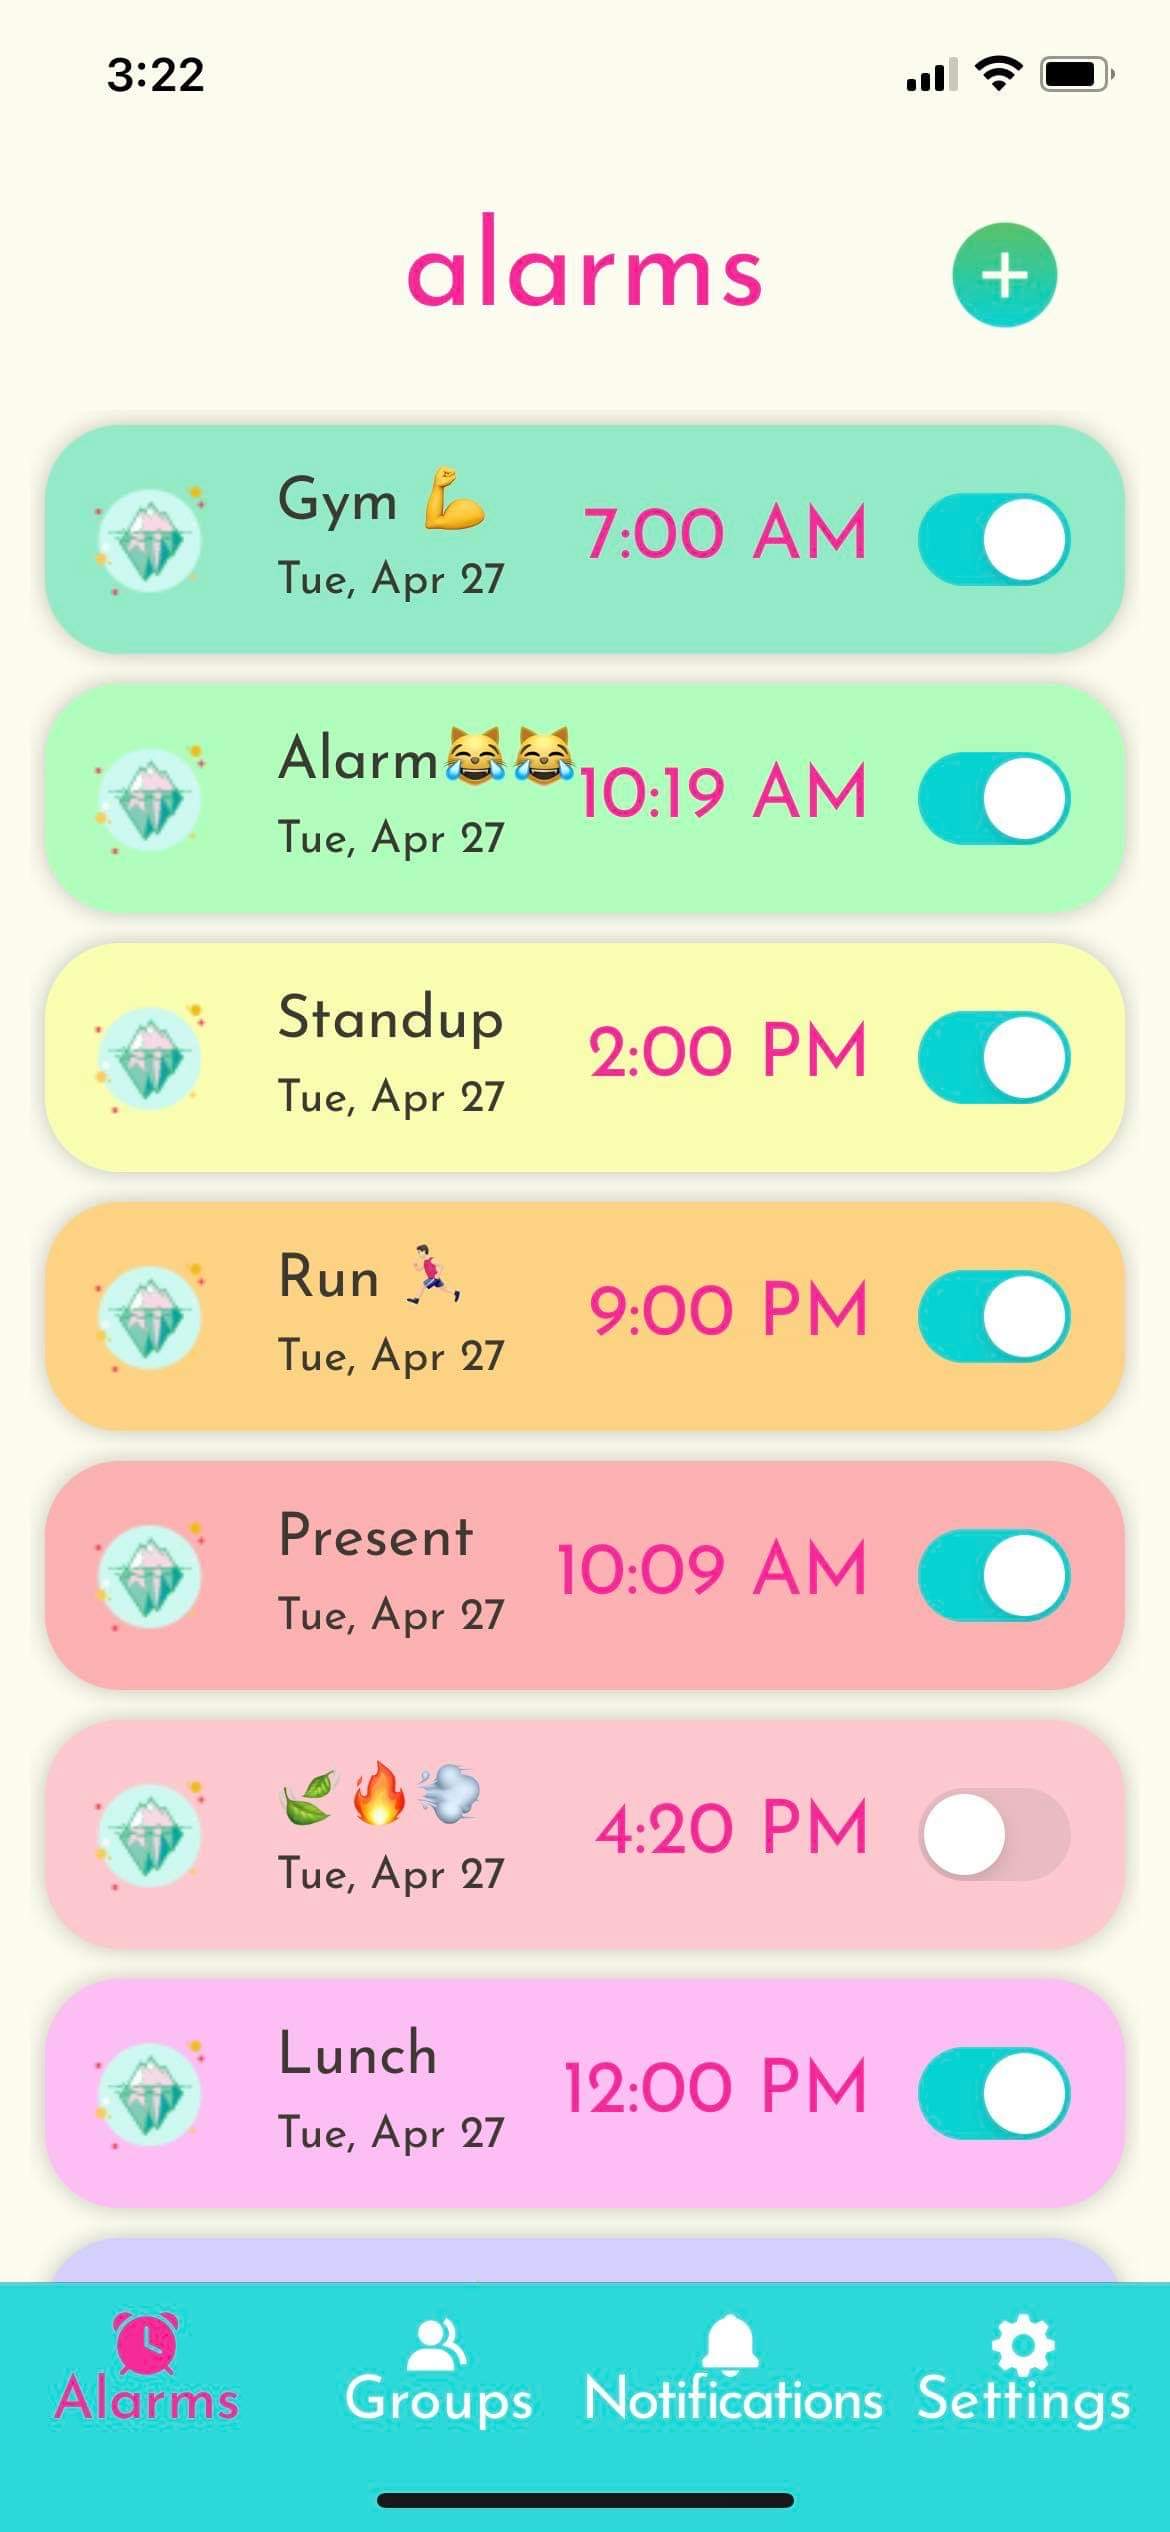 3:22
alarms
Gym 💪
7:00 AM
Tue, Apr 27
Alarm😹😹
10:19 AM
Tue, Apr 27
Standup
2:00 PM
Tue, Apr 27
Run 🏃🏻‍♂️
9:00 PM
Tue, Apr 27
Present
10:09 AM
Tue, Apr 27
🍃🔥💨
4:20 PM
Tue, Apr 27
Lunch
12:00 PM
Tue, Apr 27
Alarms Groups Notifications Settings